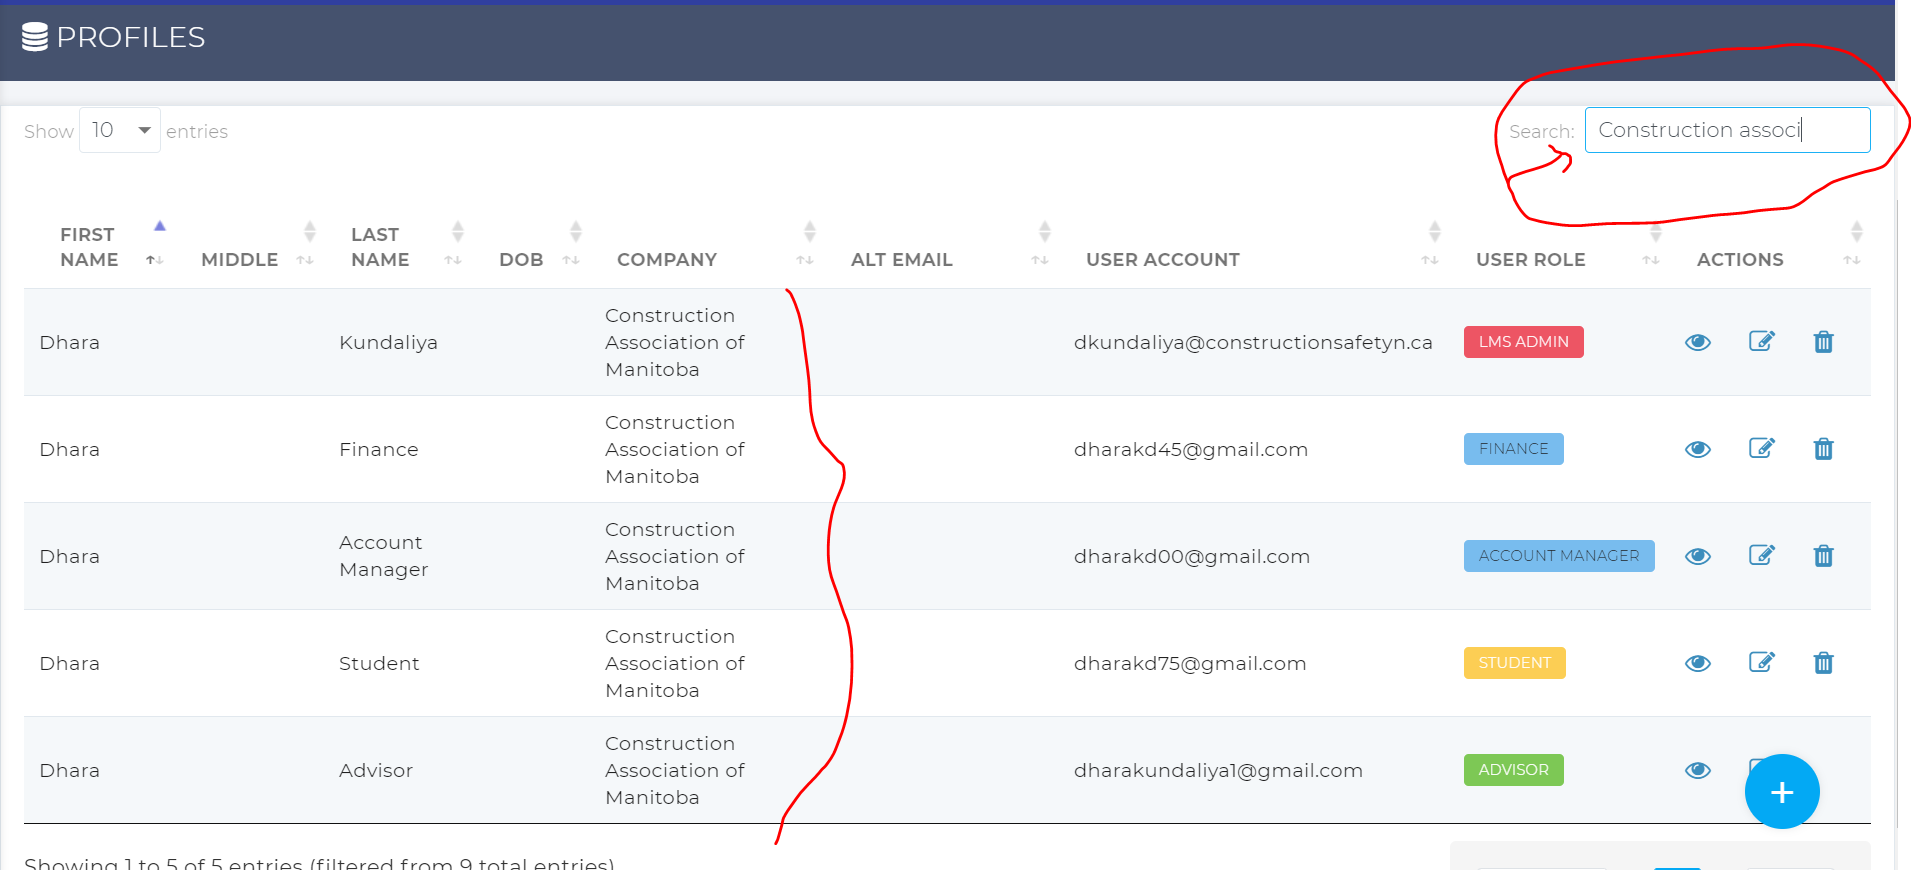 PROFILES
Show 10 entries
Search: Construction associ
FIRST NAME MIDDLE LAST NAME DOB COMPANY ALT EMAIL USER ACCOUNT USER ROLE ACTIONS
Dhara Kundaliya Construction Association of Manitoba dkundaliya@constructionsafetyn.ca LMS ADMIN
Dhara Finance Construction Association of Manitoba dharakd45@gmail.com FINANCE
Dhara Account Manager Construction Association of Manitoba dharakd00@gmail.com ACCOUNT MANAGER
Dhara Student Construction Association of Manitoba dharakd75@gmail.com STUDENT
Dhara Advisor Construction Association of Manitoba dharakundaliya1@gmail.com ADVISOR
Showing 1 to 5 of 5 entries (filtered from 9 total entries)